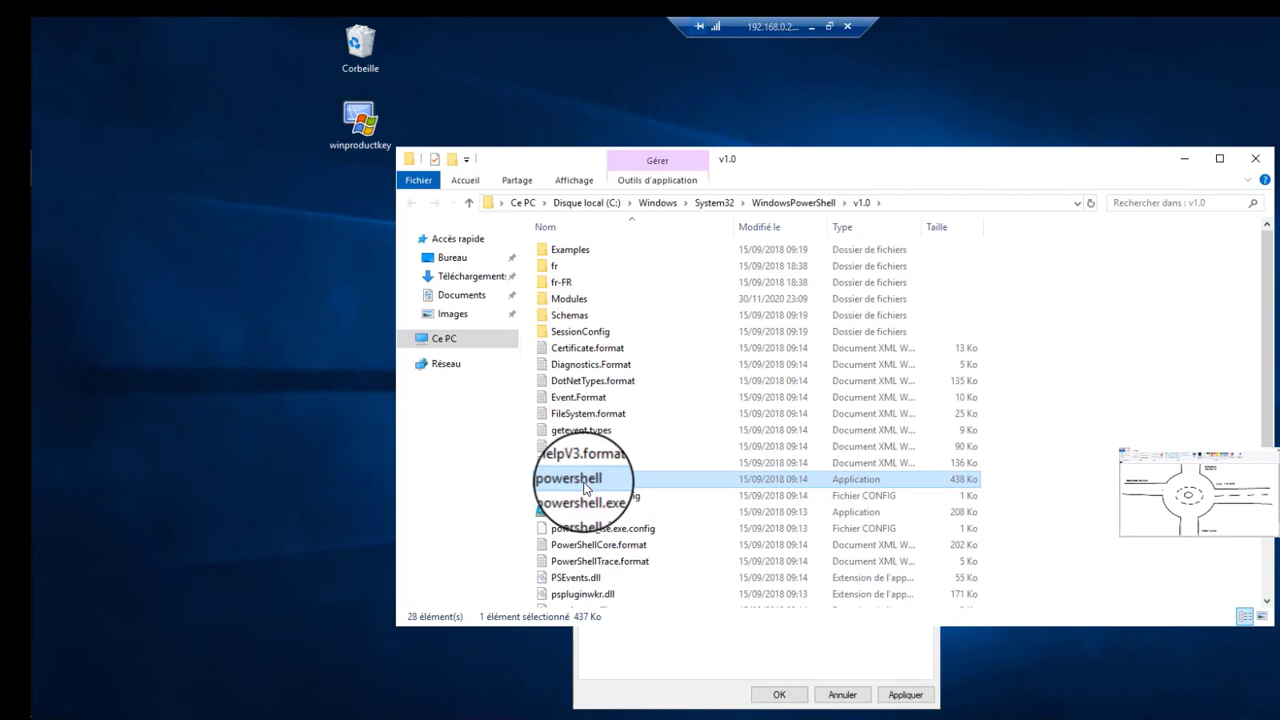 192.168.0.2...
Corbeille
winproductkey
Gérer
v1.0
Fichier
Accueil
Partage
Affichage
Outils d'application
Ce PC > Disque local (C:) > Windows > System32 > WindowsPowerShell > v1.0 >
Rechercher dans : v1.0
Accès rapide
Bureau
Téléchargement:
Documents
Images
Ce PC
Réseau
Nom Modifié le Type Taille
Examples 15/09/2018 09:19 Dossier de fichiers
fr 15/09/2018 18:38 Dossier de fichiers
fr-FR 15/09/2018 18:38 Dossier de fichiers
Modules 30/11/2020 23:09 Dossier de fichiers
Schemas 15/09/2018 09:19 Dossier de fichiers
SessionConfig 15/09/2018 09:19 Dossier de fichiers
Certificate.format 15/09/2018 09:14 Document XML W... 13 Ko
Diagnostics.Format 15/09/2018 09:14 Document XML W... 24 Ko
DotNetTypes.format 15/09/2018 09:14 Document XML W... 135 Ko
Event.Format 15/09/2018 09:14 Document XML W... 10 Ko
FileSystem.format 15/09/2018 09:14 Document XML W... 25 Ko
getevent.types 15/09/2018 09:14 Document XML W... 9 Ko
15/09/2018 09:14 Document XML W... 90 Ko
elpV3.format 15/09/2018 09:14 Document XML W... 136 Ko
powershell 15/09/2018 09:14 Application 438 Ko
powershell.exe 15/09/2018 09:14 Fichier CONFIG 1 Ko
15/09/2018 09:13 Application 208 Ko
15/09/2018 09:13 Fichier CONFIG 1 Ko
PowerShellCore.format 15/09/2018 09:14 Document XML W... 202 Ko
PowerShellTrace.format 15/09/2018 09:14 Document XML W... 5 Ko
PSEvents.dll 15/09/2018 09:14 Extension de l'app... 55 Ko
pspluginwkr.dll 15/09/2018 09:13 Extension de l'app... 171 Ko
28 élément(s) 1 élément sélectionné 437 Ko
OK
Annuler
Appliquer